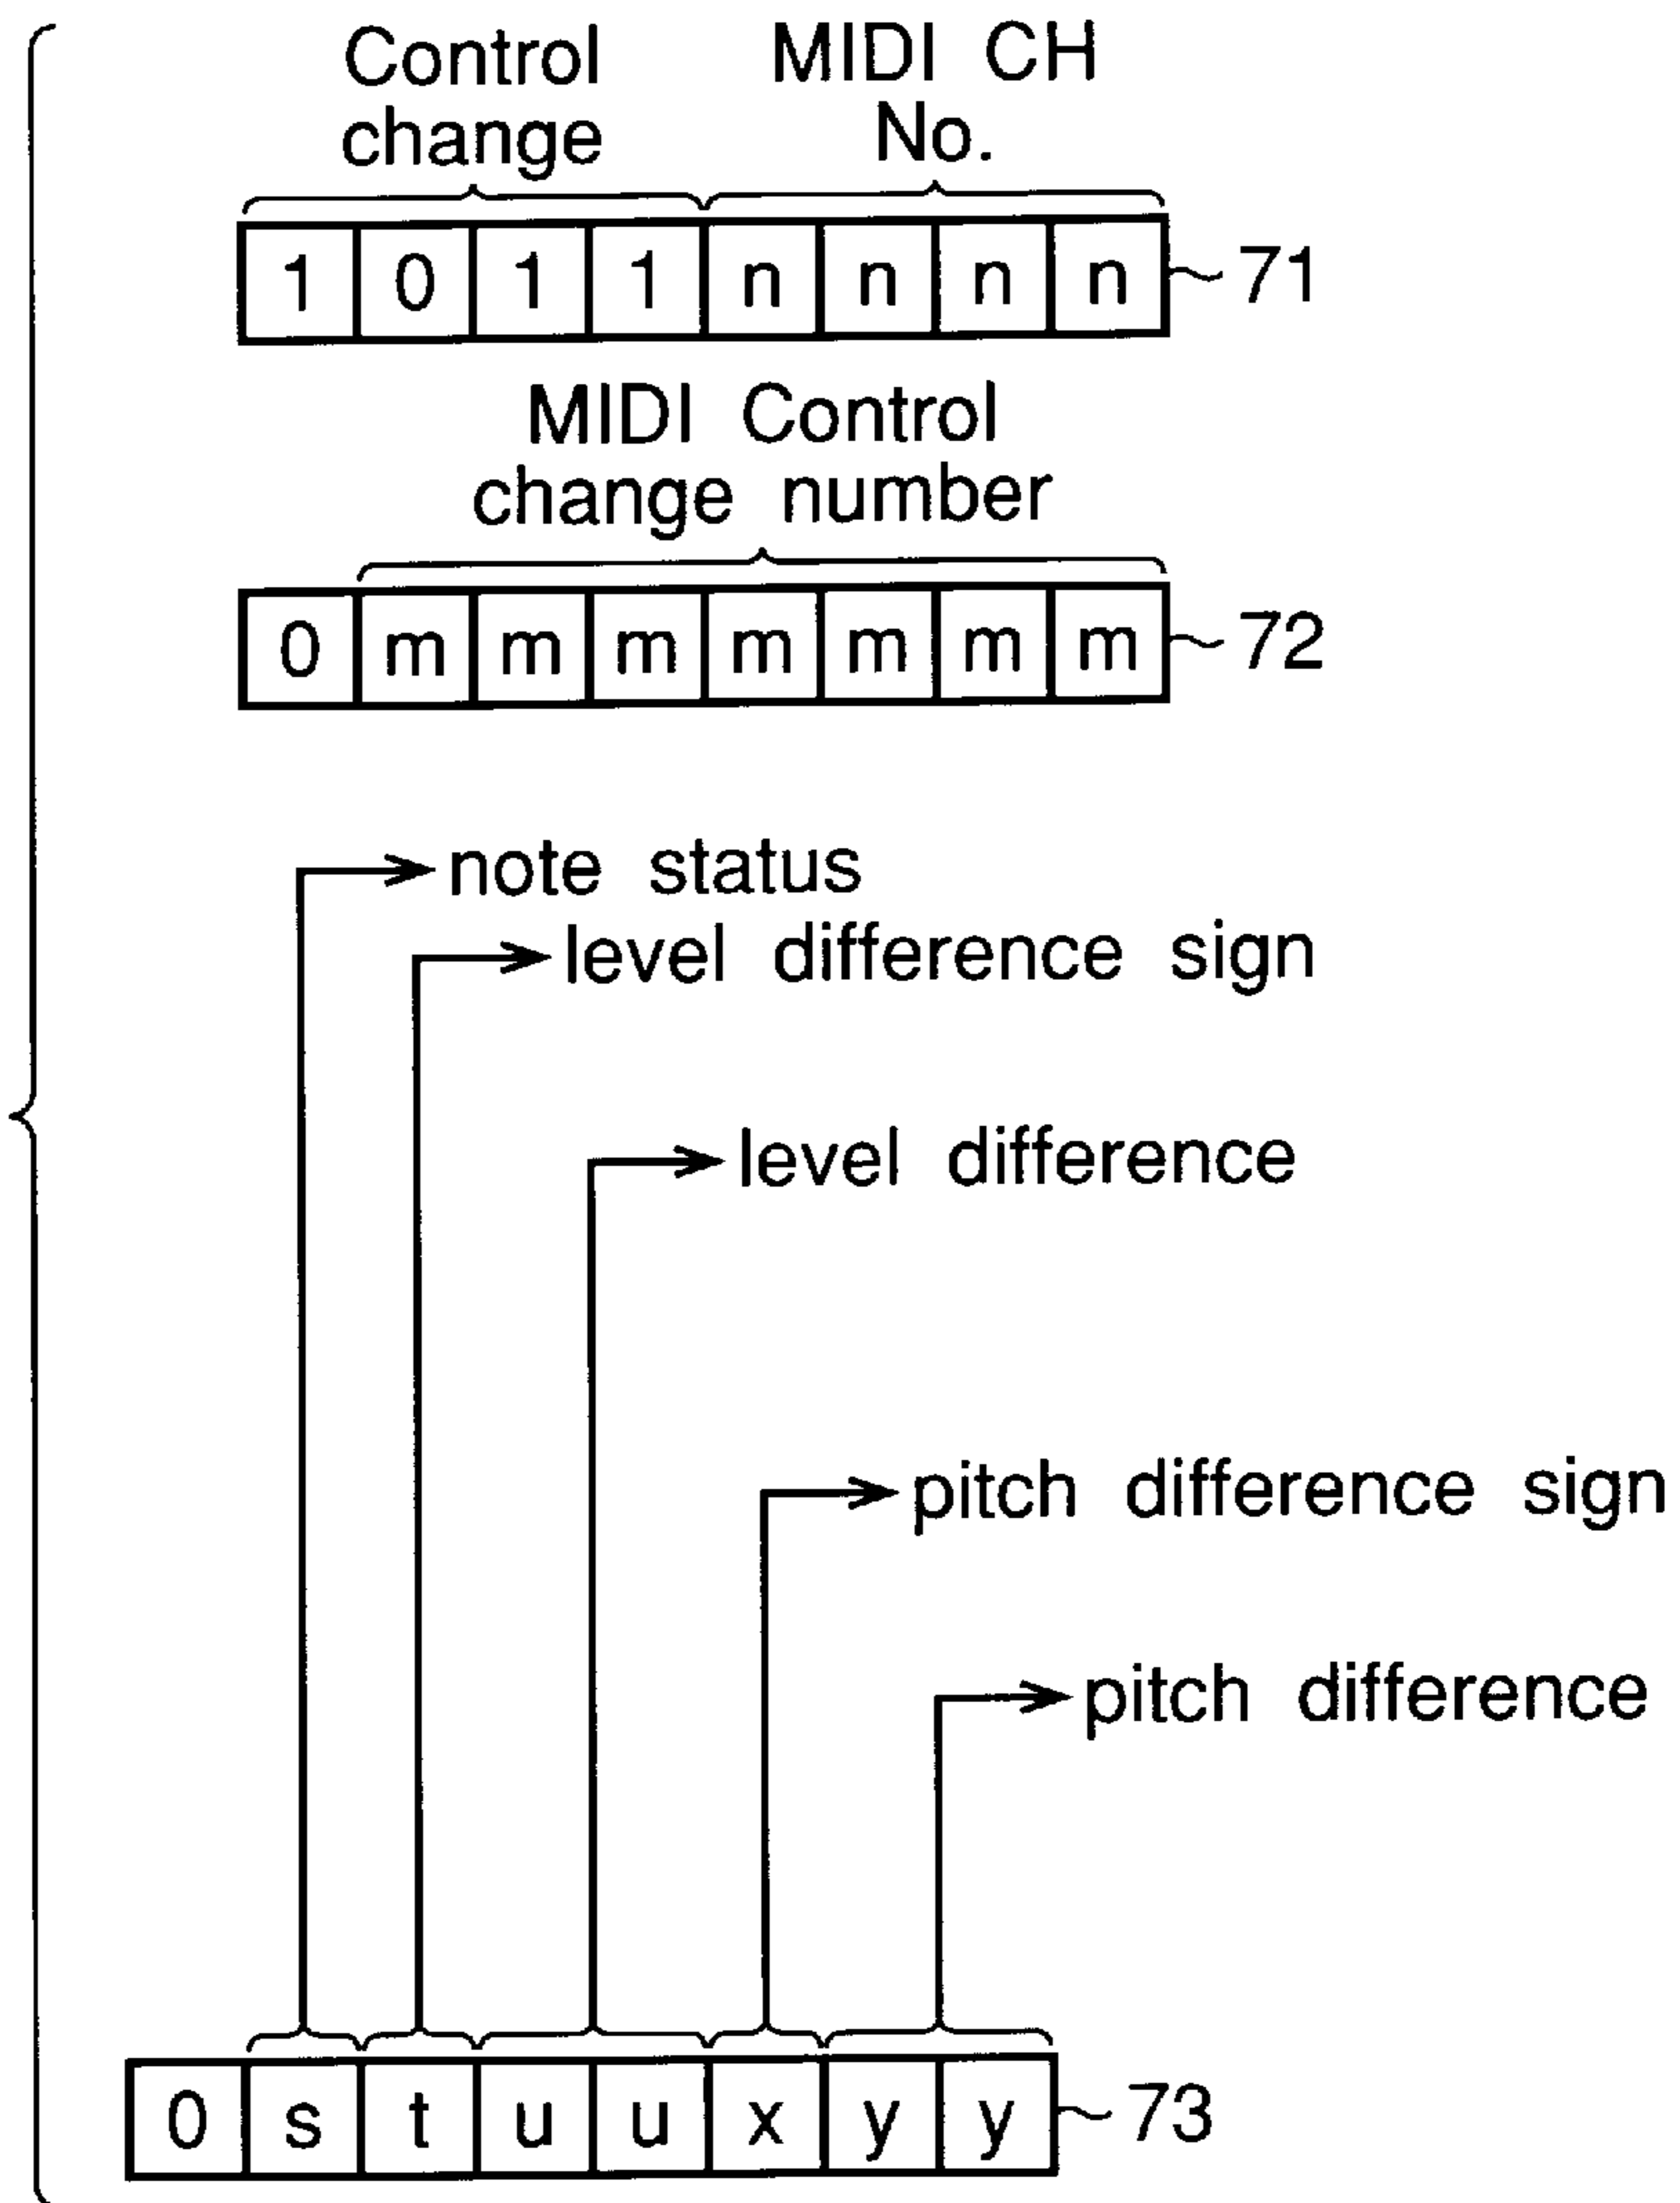 Control
change
MIDI CH
No.
1 0 1 1 n n n n 71
MIDI Control
change number
0 m m m m m m m 72
note status
level difference sign
level difference
pitch difference sign
pitch difference
0 s t u u x y y 73